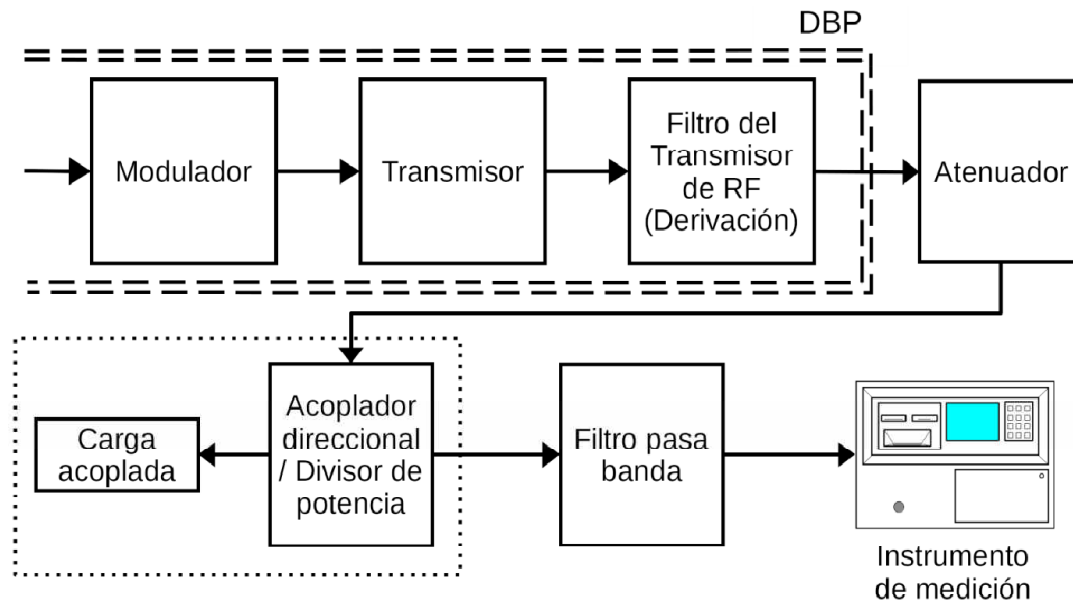 DBP
Modulador
Transmisor
Filtro del
Transmisor
de RF
(Derivación)
Atenuador
Carga
acoplada
Acoplador
direccional
/ Divisor de
potencia
Filtro pasa
banda
Instrumento
de medición